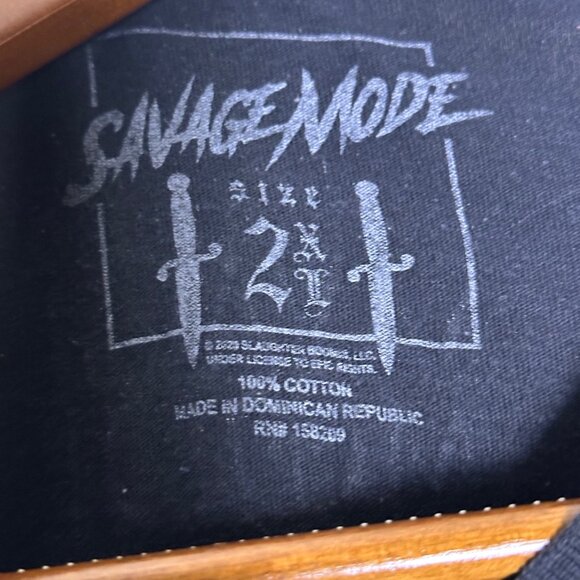 SAVAGE MODE
SIZE
2XL
© 2020 SLAUGHTER BOOKS, LLC.
UNDER LICENSE TO EPIC RIGHTS.
100% COTTON
MADE IN DOMINICAN REPUBLIC
RN# 158209